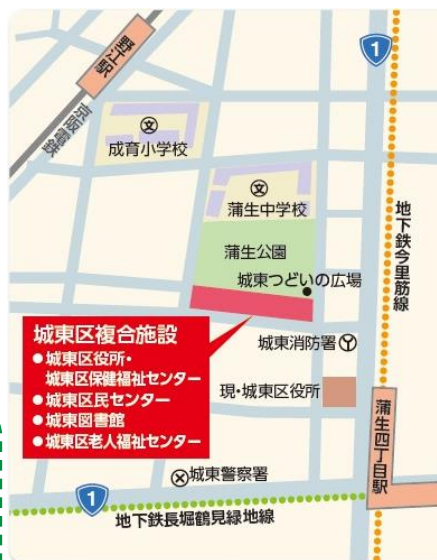 1
野江駅
京阪電鉄
成育小学校
蒲生中学校
地下鉄今里筋線
蒲生公園
城東つどいの広場
城東区複合施設
●城東区役所・
城東区保健福祉センター
●城東区民センター
●城東図書館
●城東区老人福祉センター
城東消防署
現・城東区役所
蒲生四丁目駅
城東警察署
1
地下鉄長堀鶴見緑地線